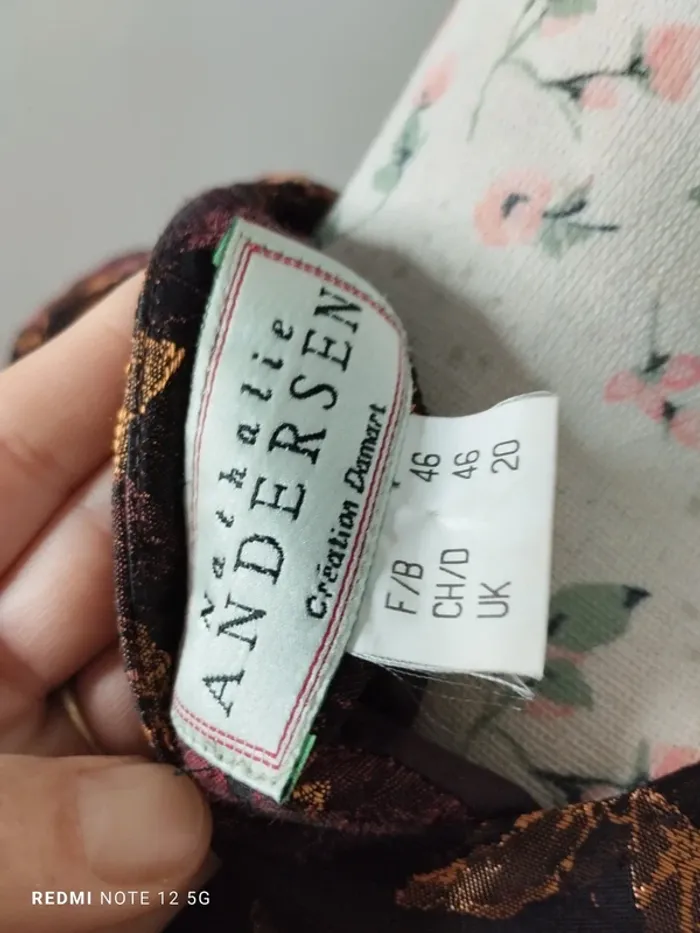 Nathalie
ANDERSEN
Création Damart
F/B 46
CH/D 46
UK 20
REDMI NOTE 12 5G